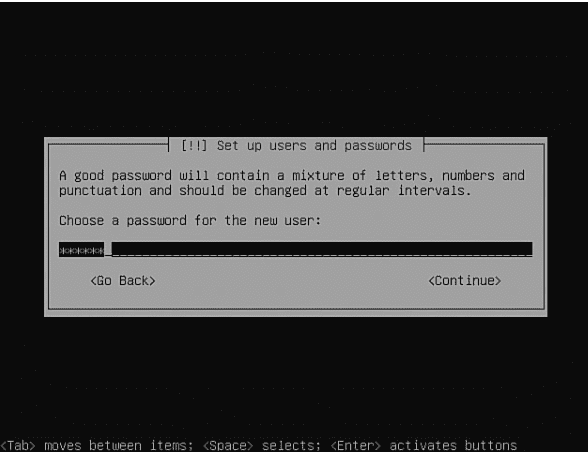 [!!] Set up users and passwords
A good password will contain a mixture of letters, numbers and
punctuation and should be changed at regular intervals.
Choose a password for the new user:
******
<Go Back> <Continue>
<Tab> moves between items; <Space> selects; <Enter> activates buttons